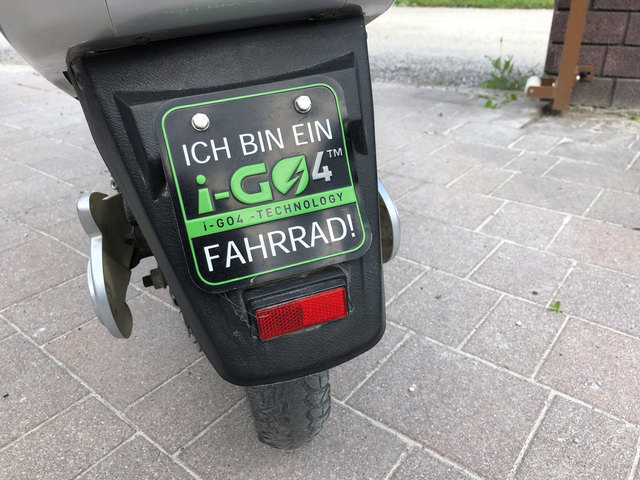 ICH BIN EIN
i-GO4™
i-GO4 -TECHNOLOGY
FAHRRAD!